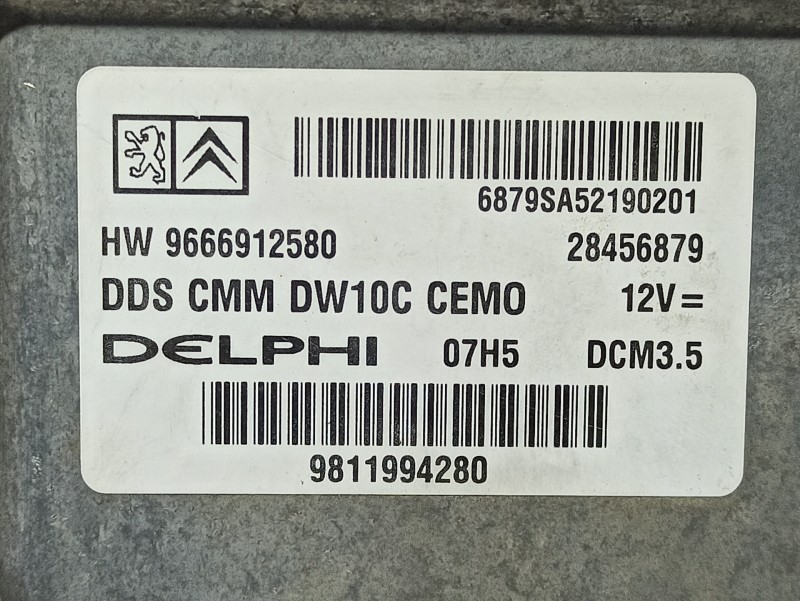 6879SA52190201
HW 9666912580 28456879
DDS CMM DW10C CEMO 12V=
DELPHI 07H5 DCM3.5
9811994280